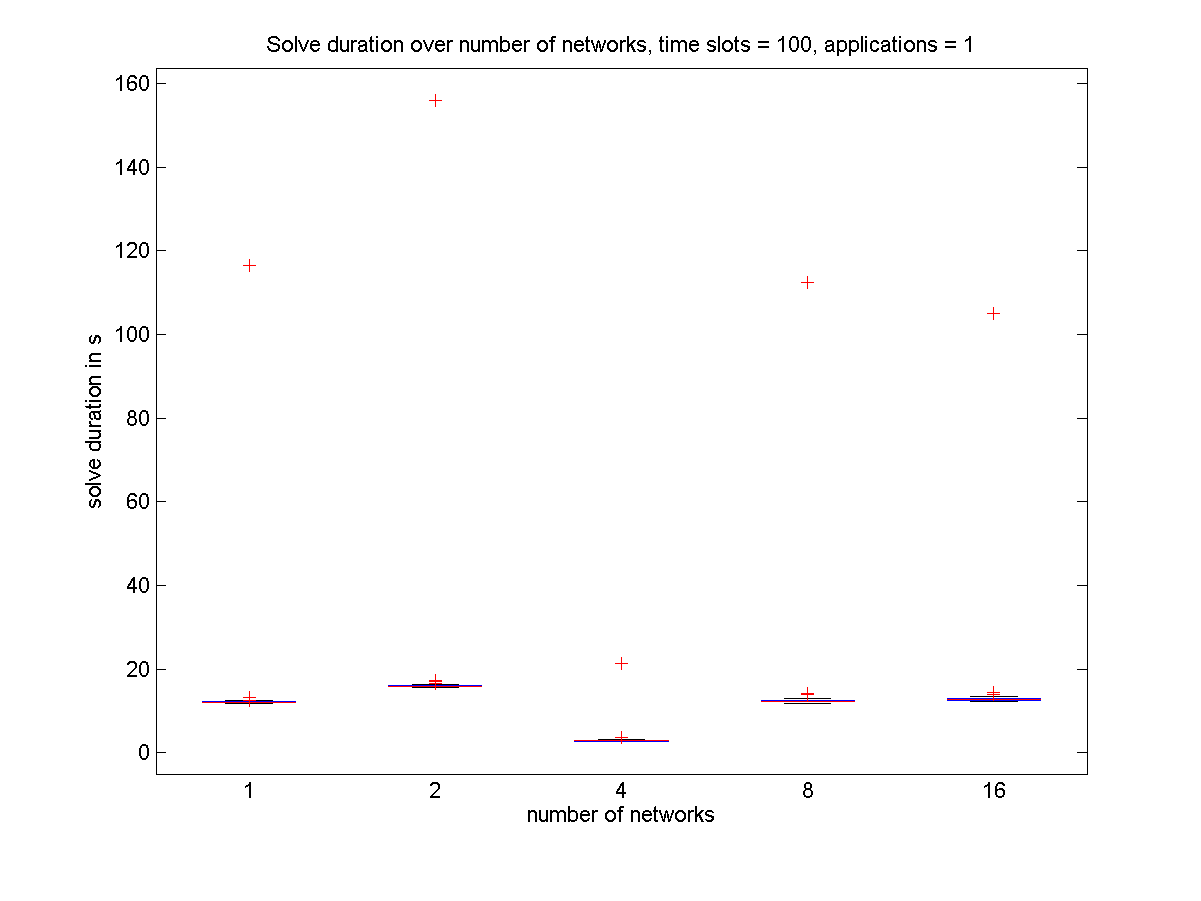 Solve duration over number of networks, time slots = 100, applications = 1
160
140
120
100
80
60
40
20
0
solve duration in s
1 2 4 8 16
number of networks